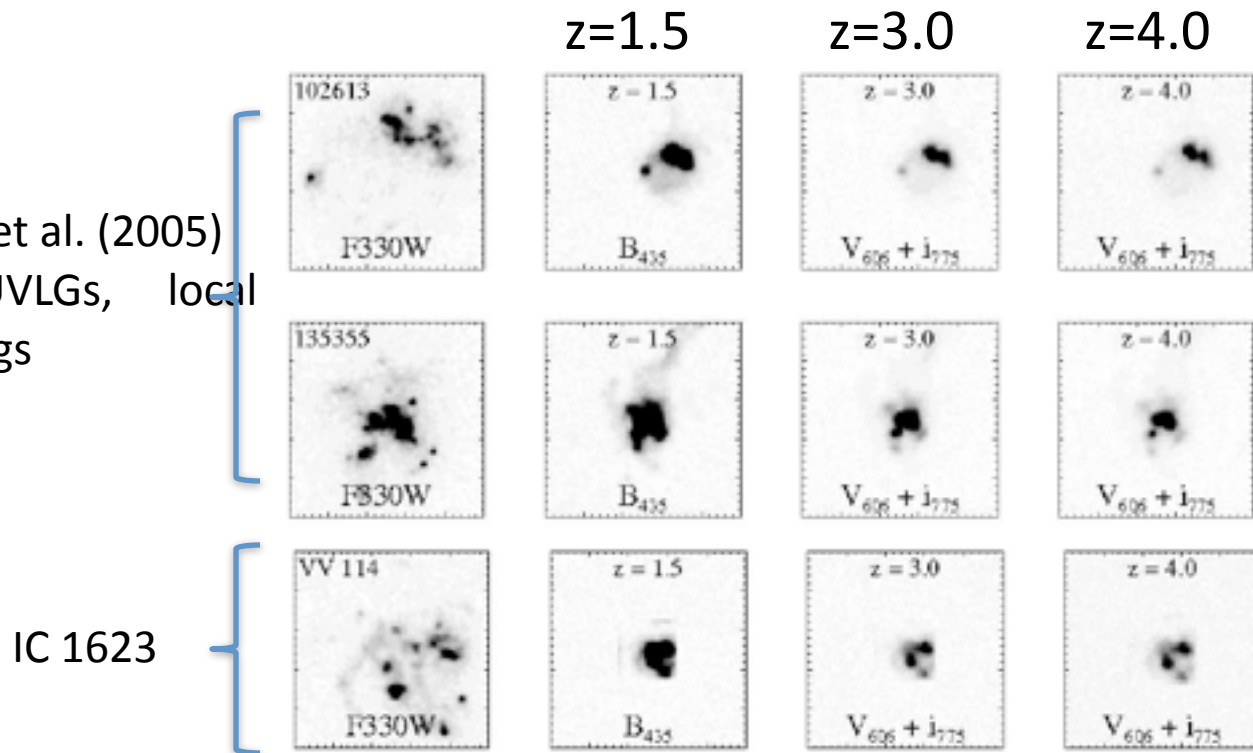 z=1.5 z=3.0 z=4.0
102613 z = 1.5 z = 3.0 z = 4.0
et al. (2005)
F330W B435 V606 + i775 V606 + i775
UVLGs, local
gs
135355 z = 1.5 z = 3.0 z = 4.0
F330W B435 V606 + i775 V606 + i775
VV 114 z = 1.5 z = 3.0 z = 4.0
IC 1623
F330W B435 V606 + i775 V606 + i775